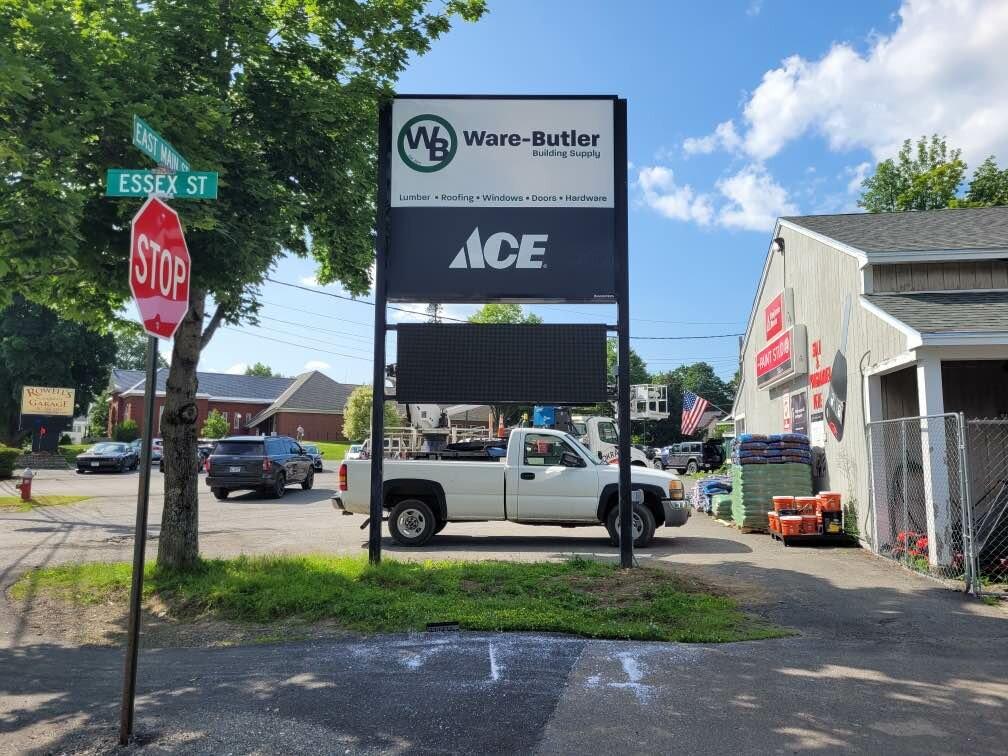 EAST MAIN ST
ESSEX ST
STOP
WB
Ware-Butler
Building Supply
Lumber • Roofing • Windows • Doors • Hardware
ACE
ROWELL'S
GARAGE
PAINT STUDIO